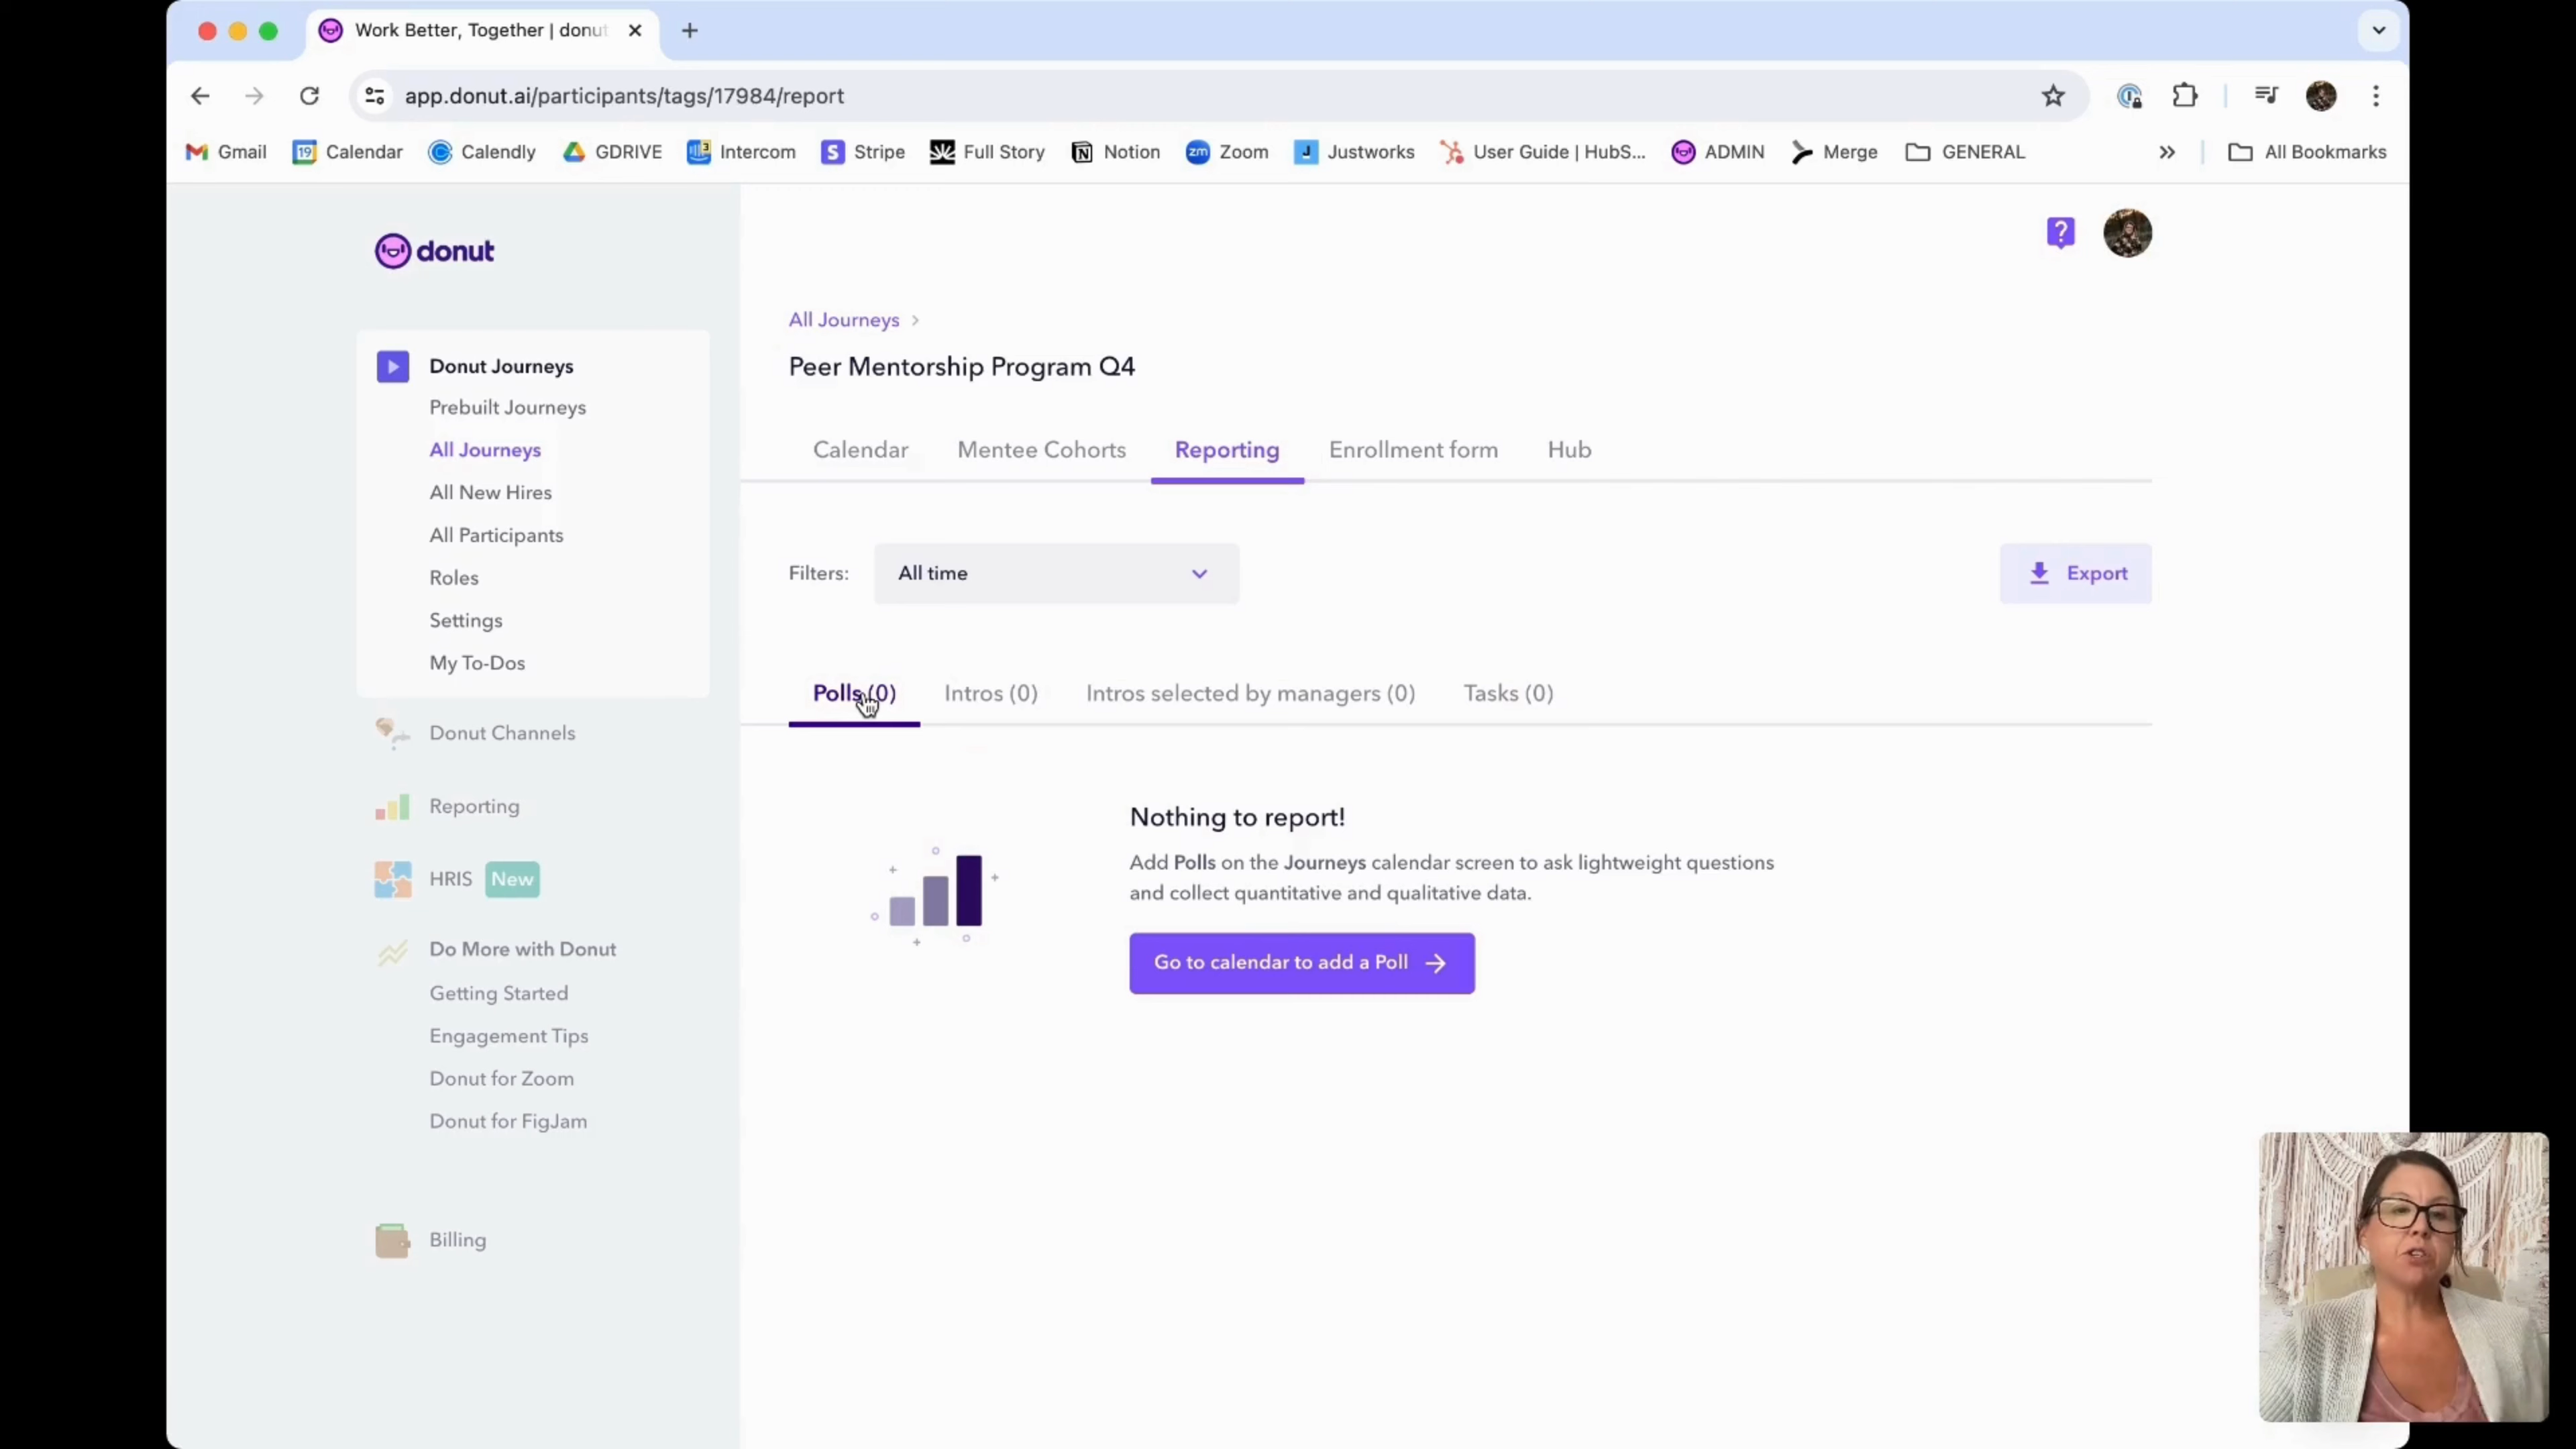 Work Better, Together | donut
app.donut.ai/participants/tags/17984/report
Gmail
19 Calendar
Calendly
GDRIVE
3 Intercom
S Stripe
Full Story
Notion
zm Zoom
J Justworks
User Guide | HubS...
ADMIN
Merge
GENERAL
All Bookmarks
donut
?
Donut Journeys
Prebuilt Journeys
All Journeys
All New Hires
All Participants
Roles
Settings
My To-Dos
Donut Channels
Reporting
HRIS New
Do More with Donut
Getting Started
Engagement Tips
Donut for Zoom
Donut for FigJam
Billing
All Journeys >
Peer Mentorship Program Q4
Calendar Mentee Cohorts Reporting Enrollment form Hub
Filters: All time
Export
Polls (0) Intros (0) Intros selected by managers (0) Tasks (0)
Nothing to report!
Add Polls on the Journeys calendar screen to ask lightweight questions
and collect quantitative and qualitative data.
Go to calendar to add a Poll →